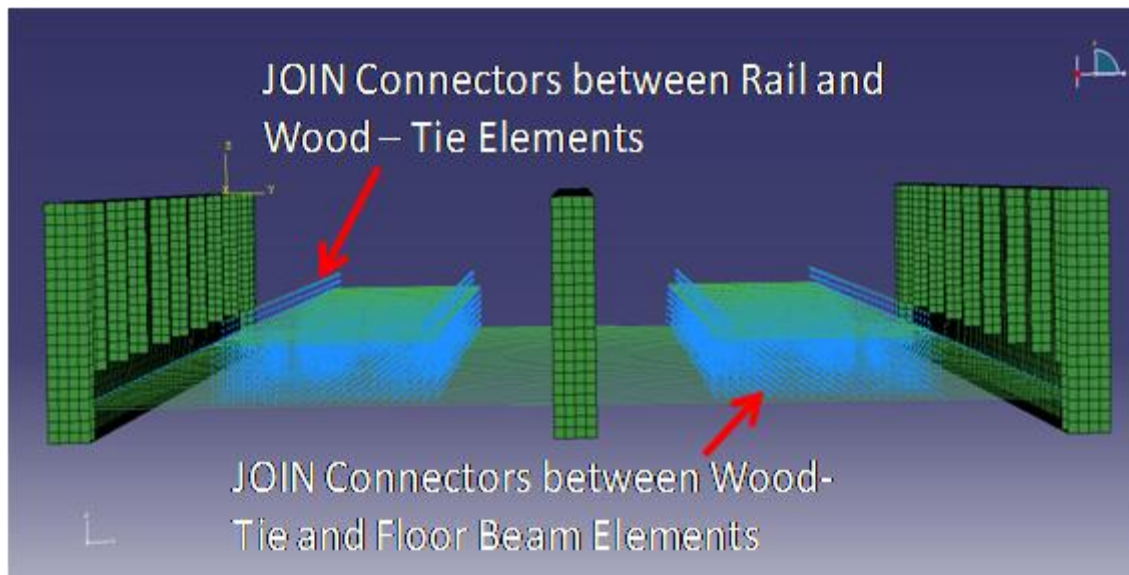 JOIN Connectors between Rail and
Wood – Tie Elements
X
Y
JOIN Connectors between Wood-
Tie and Floor Beam Elements